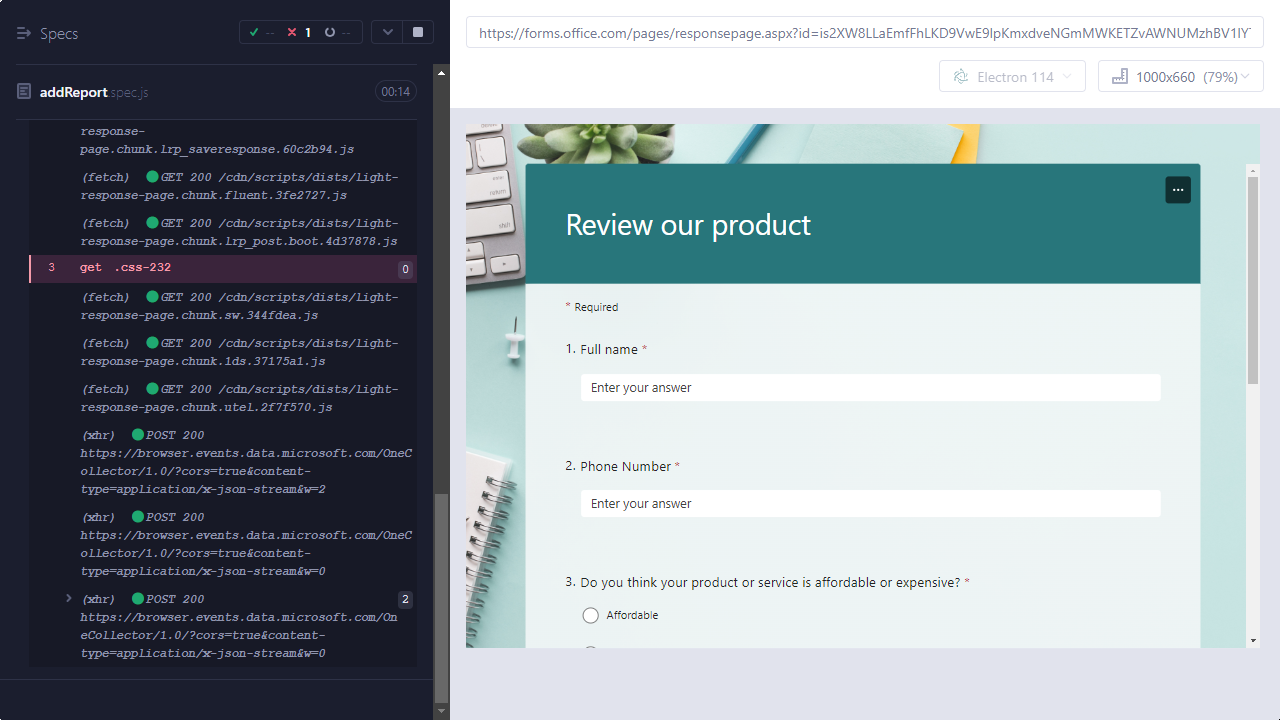 Specs
-- 1 --
addReport spec.js
00:14
response-
page.chunk.lrp_saveresponse.60c2b94.js
(fetch) GET 200 /cdn/scripts/dists/light-
response-page.chunk.fluent.3fe2727.js
(fetch) GET 200 /cdn/scripts/dists/light-
response-page.chunk.lrp_post.boot.4d37878.js
3 get .css-232 0
(fetch) GET 200 /cdn/scripts/dists/light-
response-page.chunk.sw.344fdea.js
(fetch) GET 200 /cdn/scripts/dists/light-
response-page.chunk.1ds.37175a1.js
(fetch) GET 200 /cdn/scripts/dists/light-
response-page.chunk.utel.2f7f570.js
(xhr) POST 200
https://browser.events.data.microsoft.com/OneC
ollector/1.0/?cors=true&content-
type=application/x-json-stream&w=2
(xhr) POST 200
https://browser.events.data.microsoft.com/OneC
ollector/1.0/?cors=true&content-
type=application/x-json-stream&w=0
(xhr) POST 200 2
https://browser.events.data.microsoft.com/On
eCollector/1.0/?cors=true&content-
type=application/x-json-stream&w=0
https://forms.office.com/pages/responsepage.aspx?id=is2XW8LLaEmfFhLKD9VwE9IpKmxdveNGmMWKETZvAWNUMzhBV1lY
Electron 114
1000x660 (79%)
Review our product
* Required
1. Full name *
Enter your answer
2. Phone Number *
Enter your answer
3. Do you think your product or service is affordable or expensive? *
Affordable